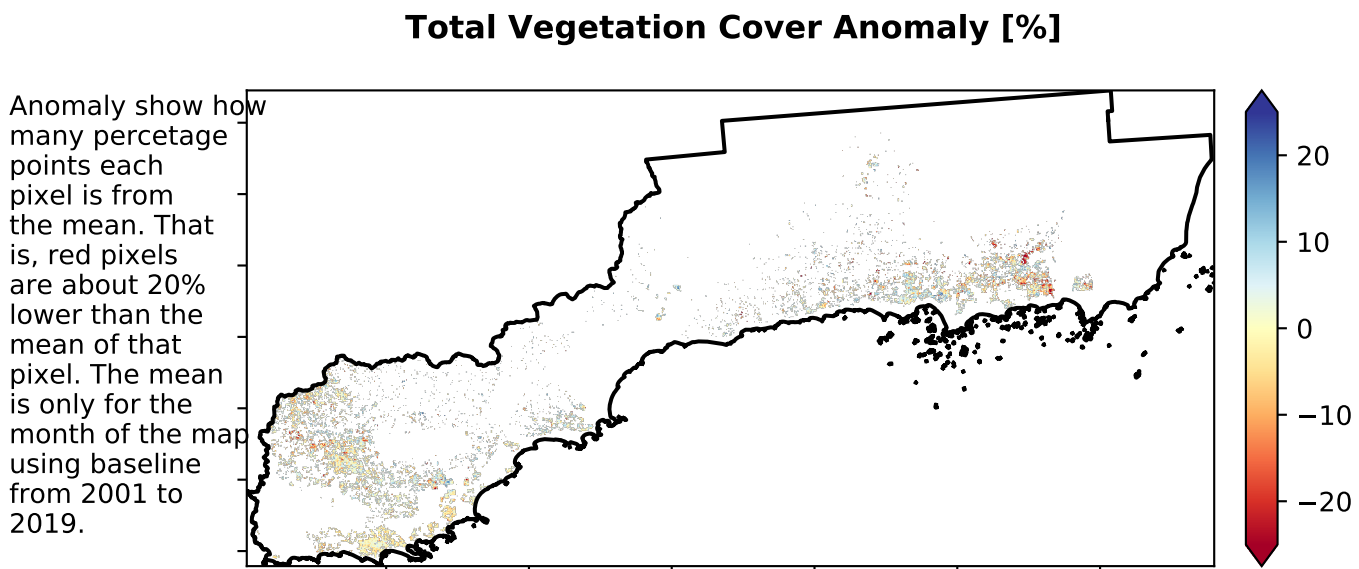 Total Vegetation Cover Anomaly [%]
Anomaly show how
many percetage
points each
pixel is from
the mean. That
is, red pixels
are about 20%
lower than the
mean of that
pixel. The mean
is only for the
month of the map
using baseline
from 2001 to
2019.
20
10
0
−10
−20